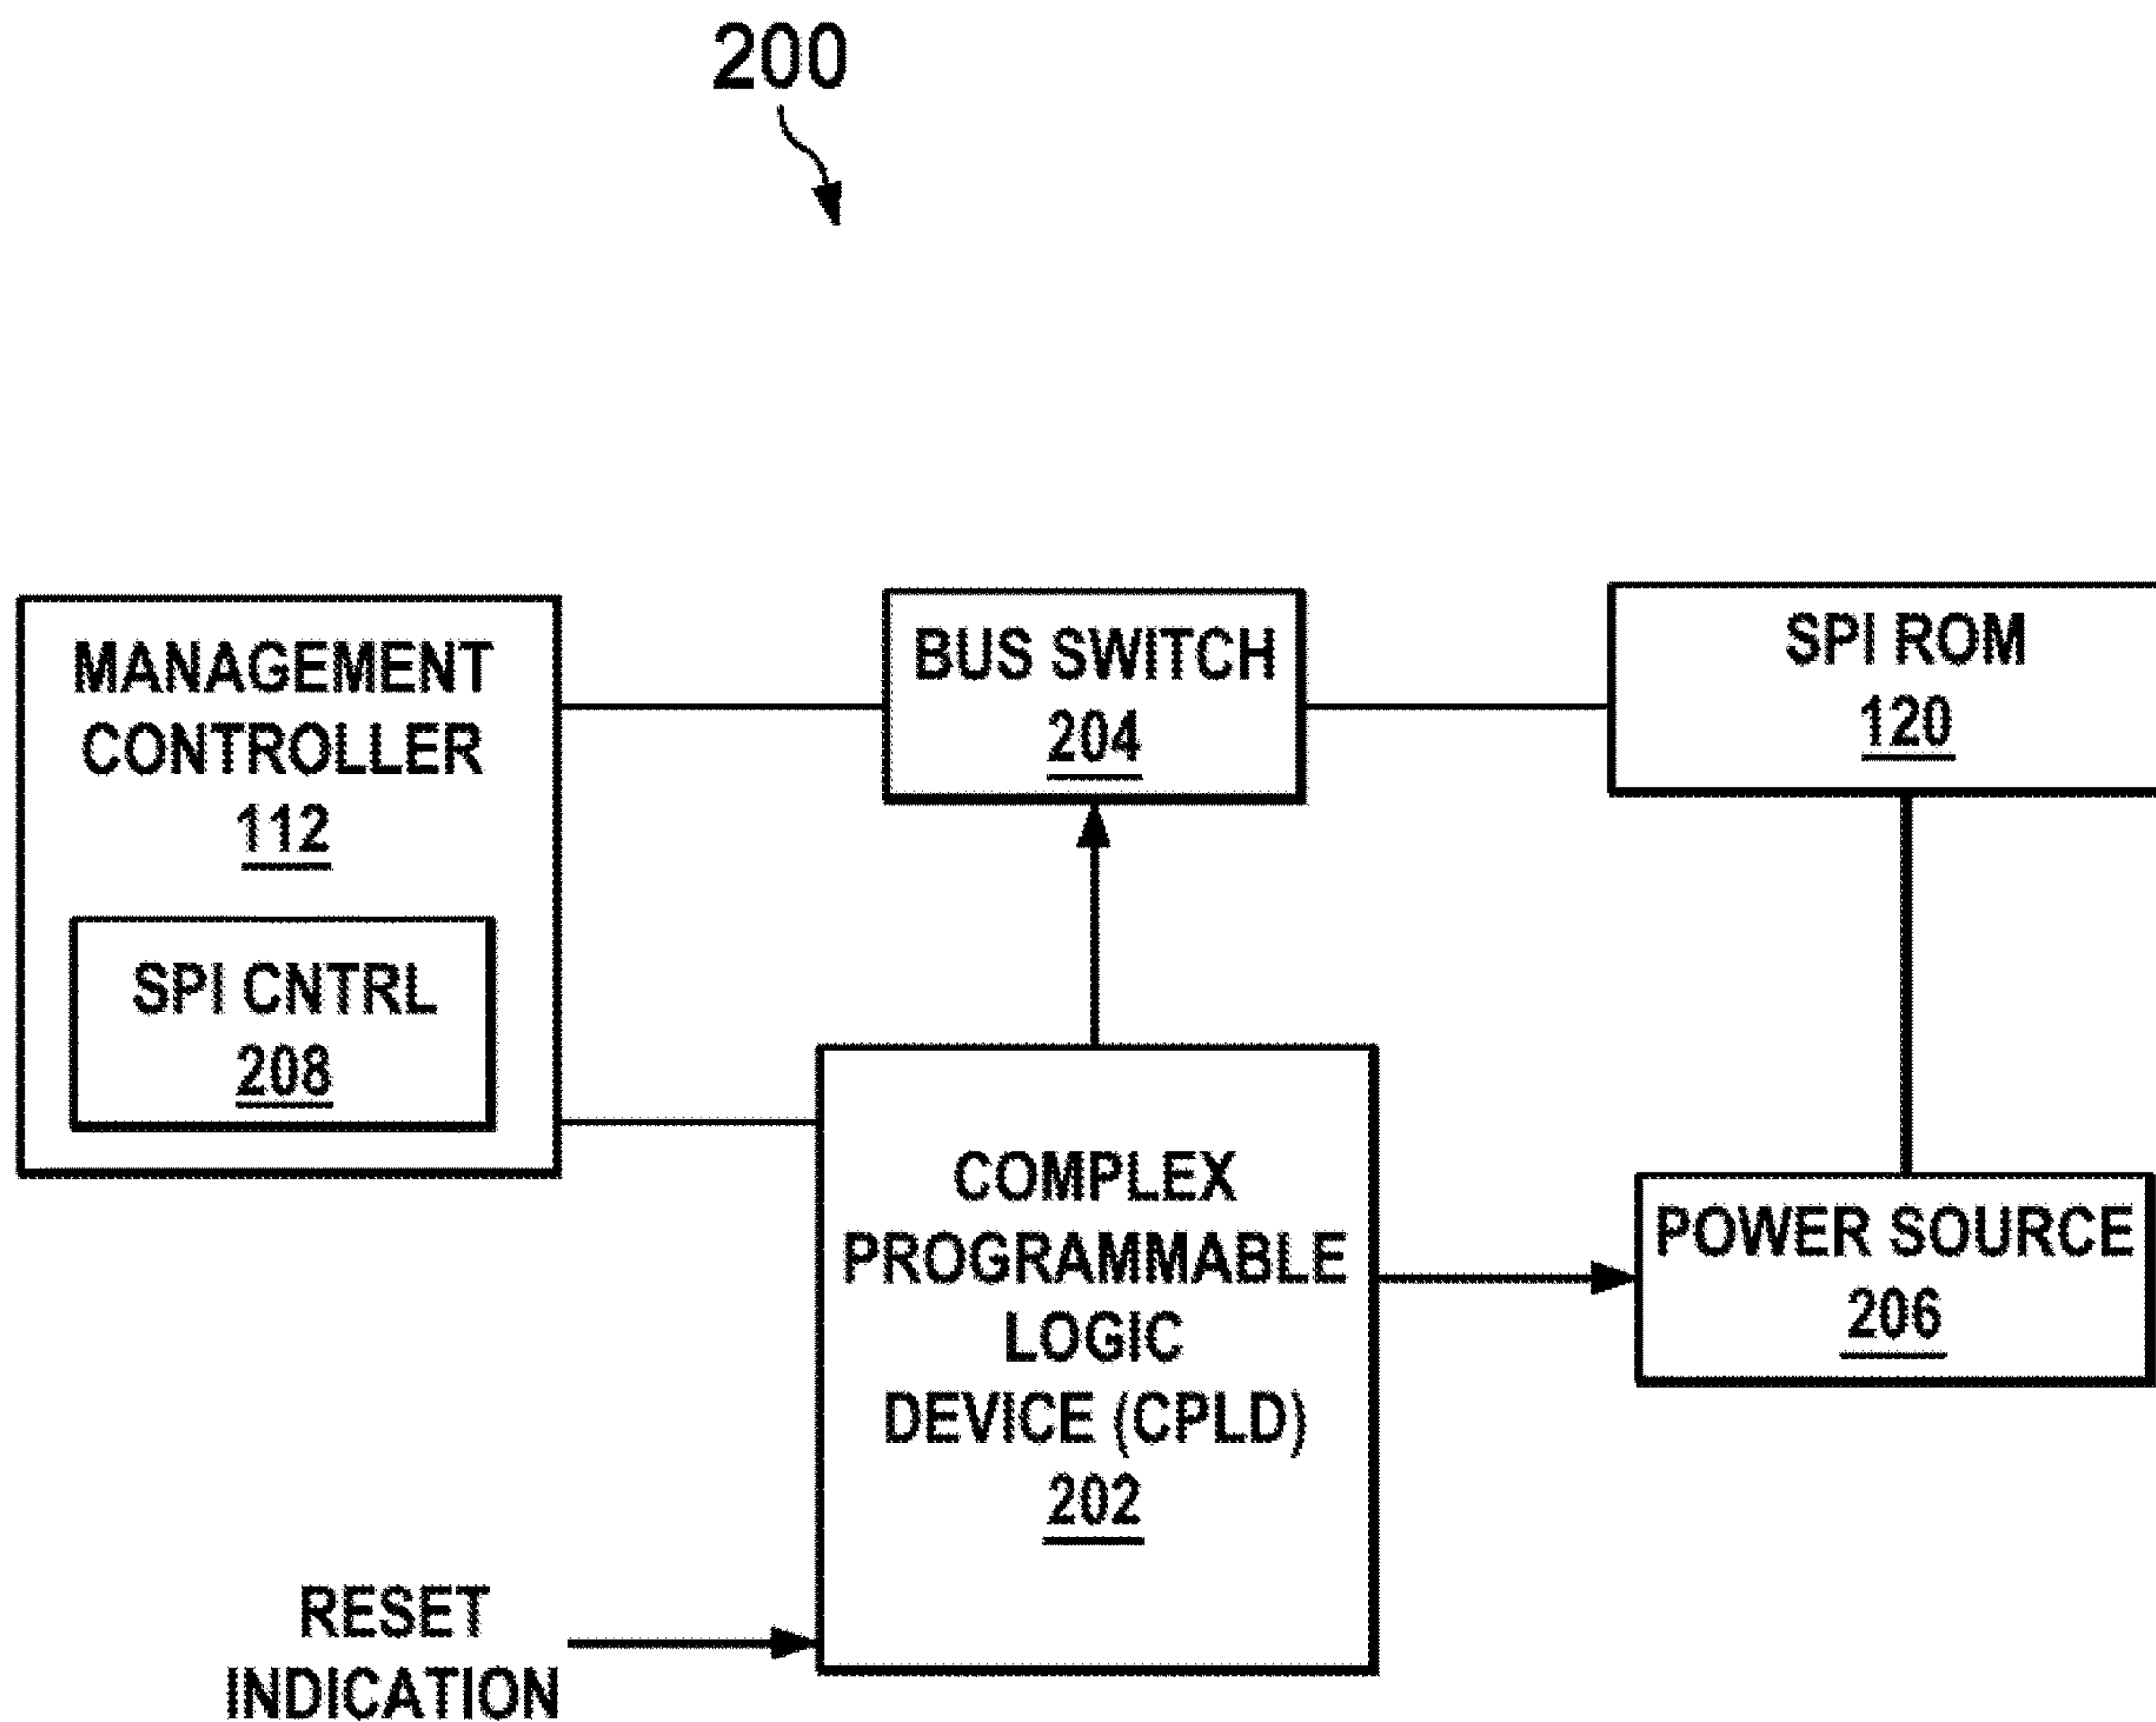 200
MANAGEMENT
CONTROLLER
112
SPI CNTRL
208
BUS SWITCH
204
SPI ROM
120
COMPLEX
PROGRAMMABLE
LOGIC
DEVICE (CPLD)
202
POWER SOURCE
206
RESET
INDICATION